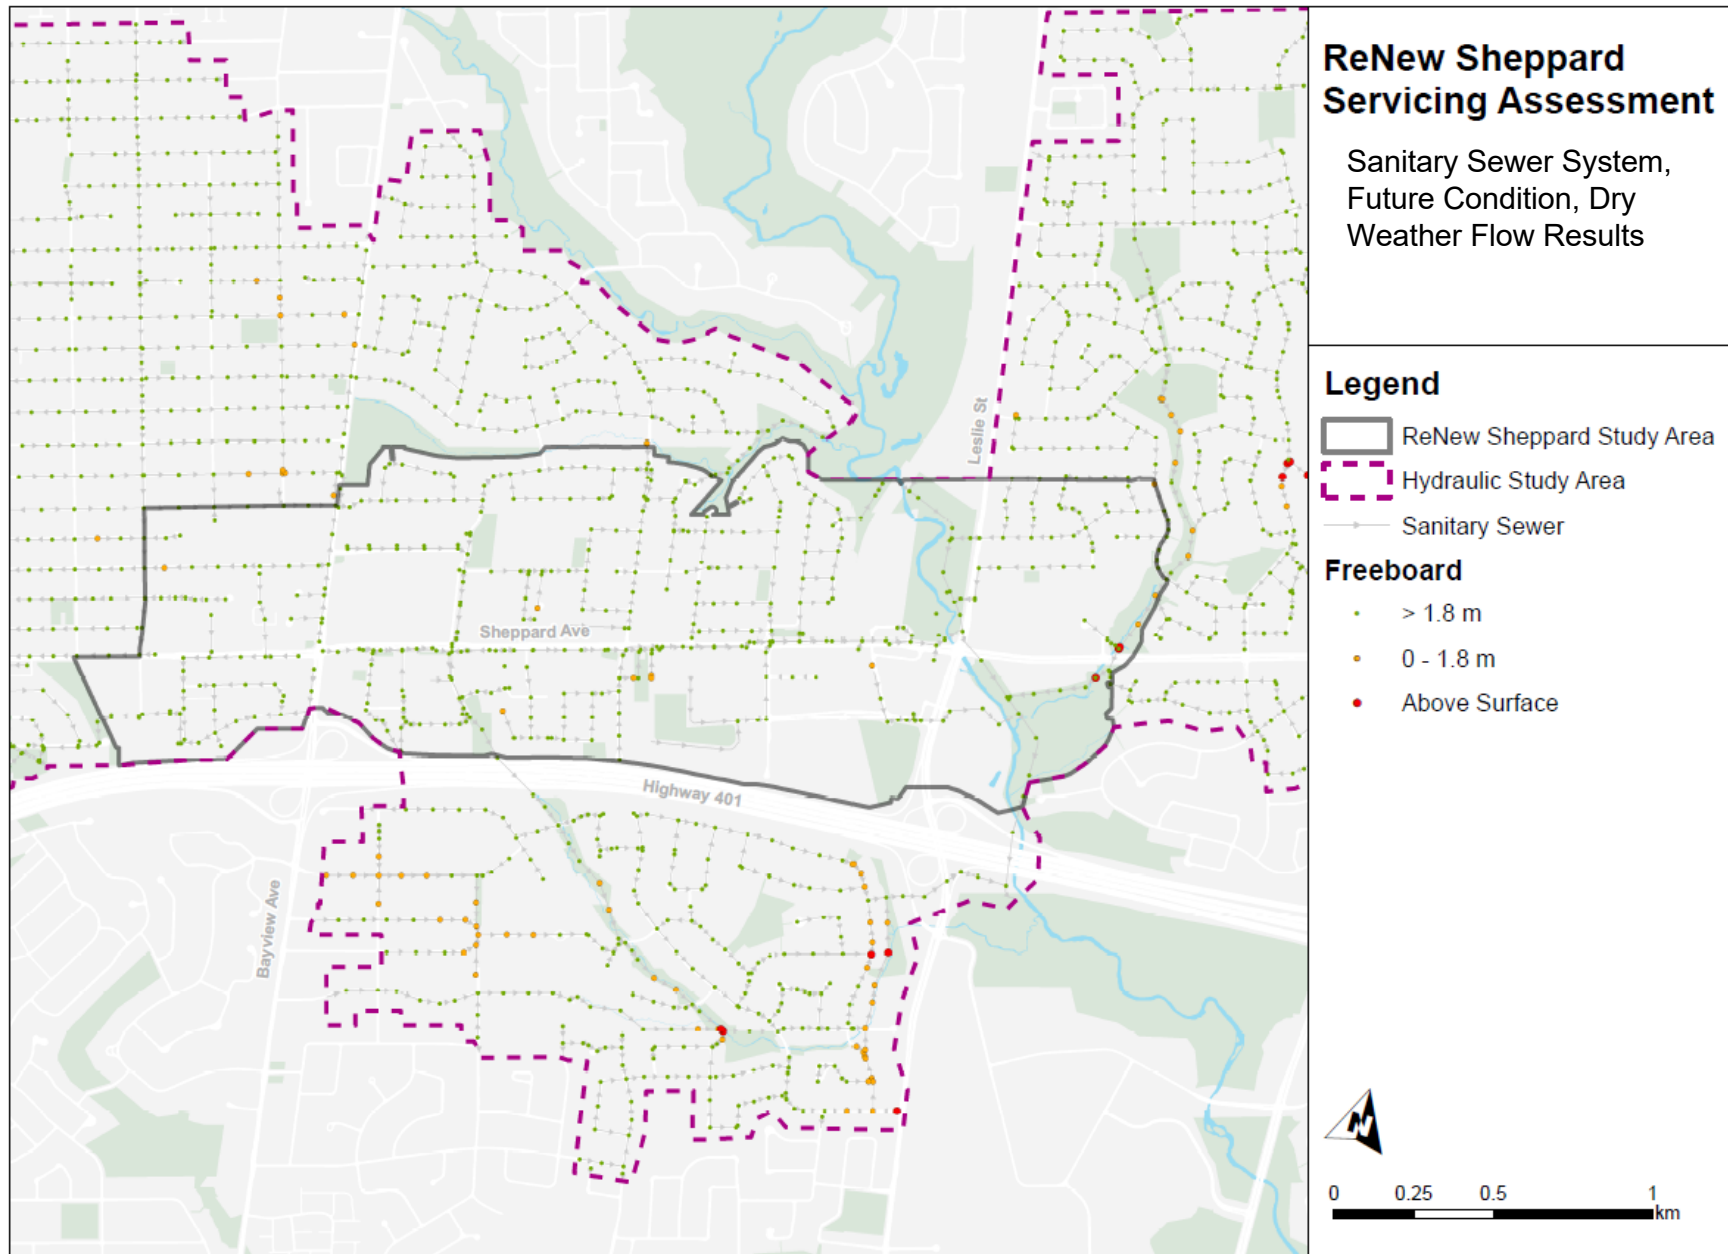 ReNew Sheppard
Servicing Assessment
Sanitary Sewer System,
Future Condition, Dry
Weather Flow Results
Legend
ReNew Sheppard Study Area
Hydraulic Study Area
Sanitary Sewer
Freeboard
> 1.8 m
0 - 1.8 m
Above Surface
N
0 0.25 0.5 1
km
Leslie St
Sheppard Ave
Highway 401
Bayview Ave